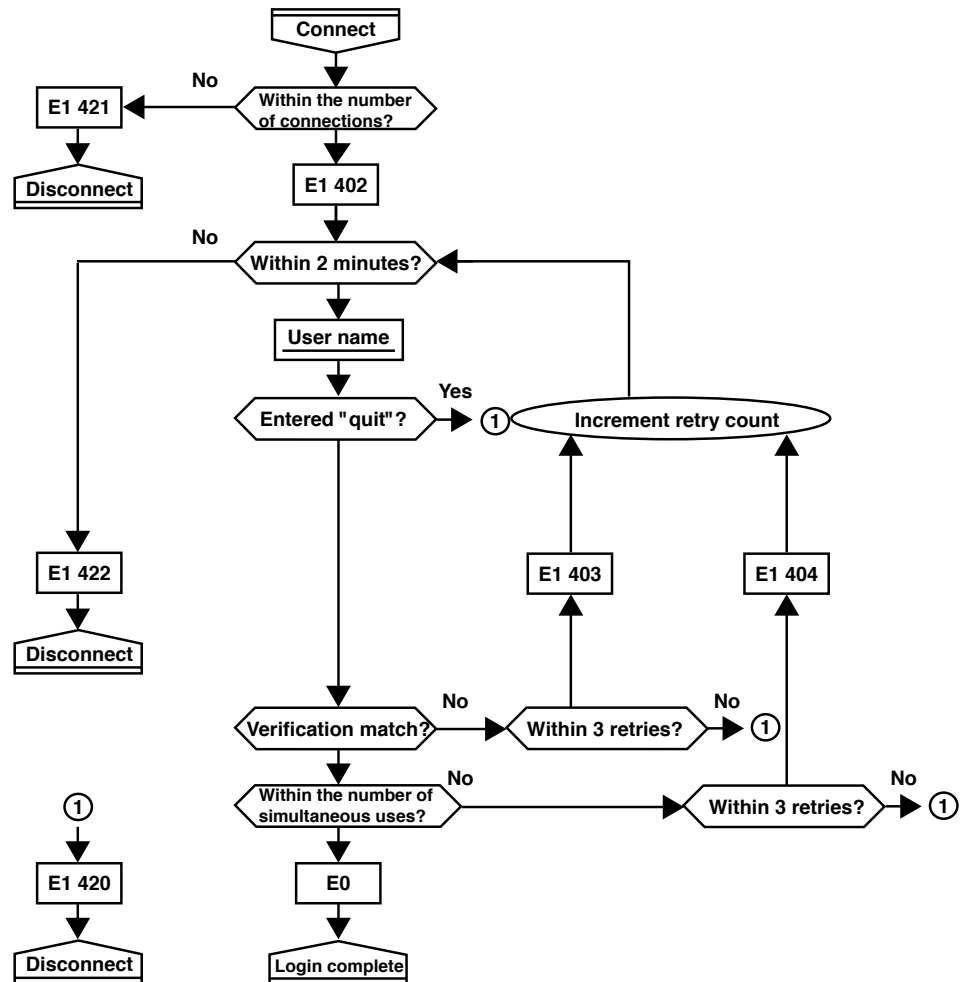 Connect
No
Within the number
of connections?
E1 421
Disconnect
E1 402
No
Within 2 minutes?
User name
Yes
Entered "quit"?
1
Increment retry count
E1 422
E1 403
E1 404
Disconnect
Verification match?
No
Within 3 retries?
No
1
Within the number of
simultaneous uses?
No
Within 3 retries?
No
1
1
E1 420
E0
Disconnect
Login complete